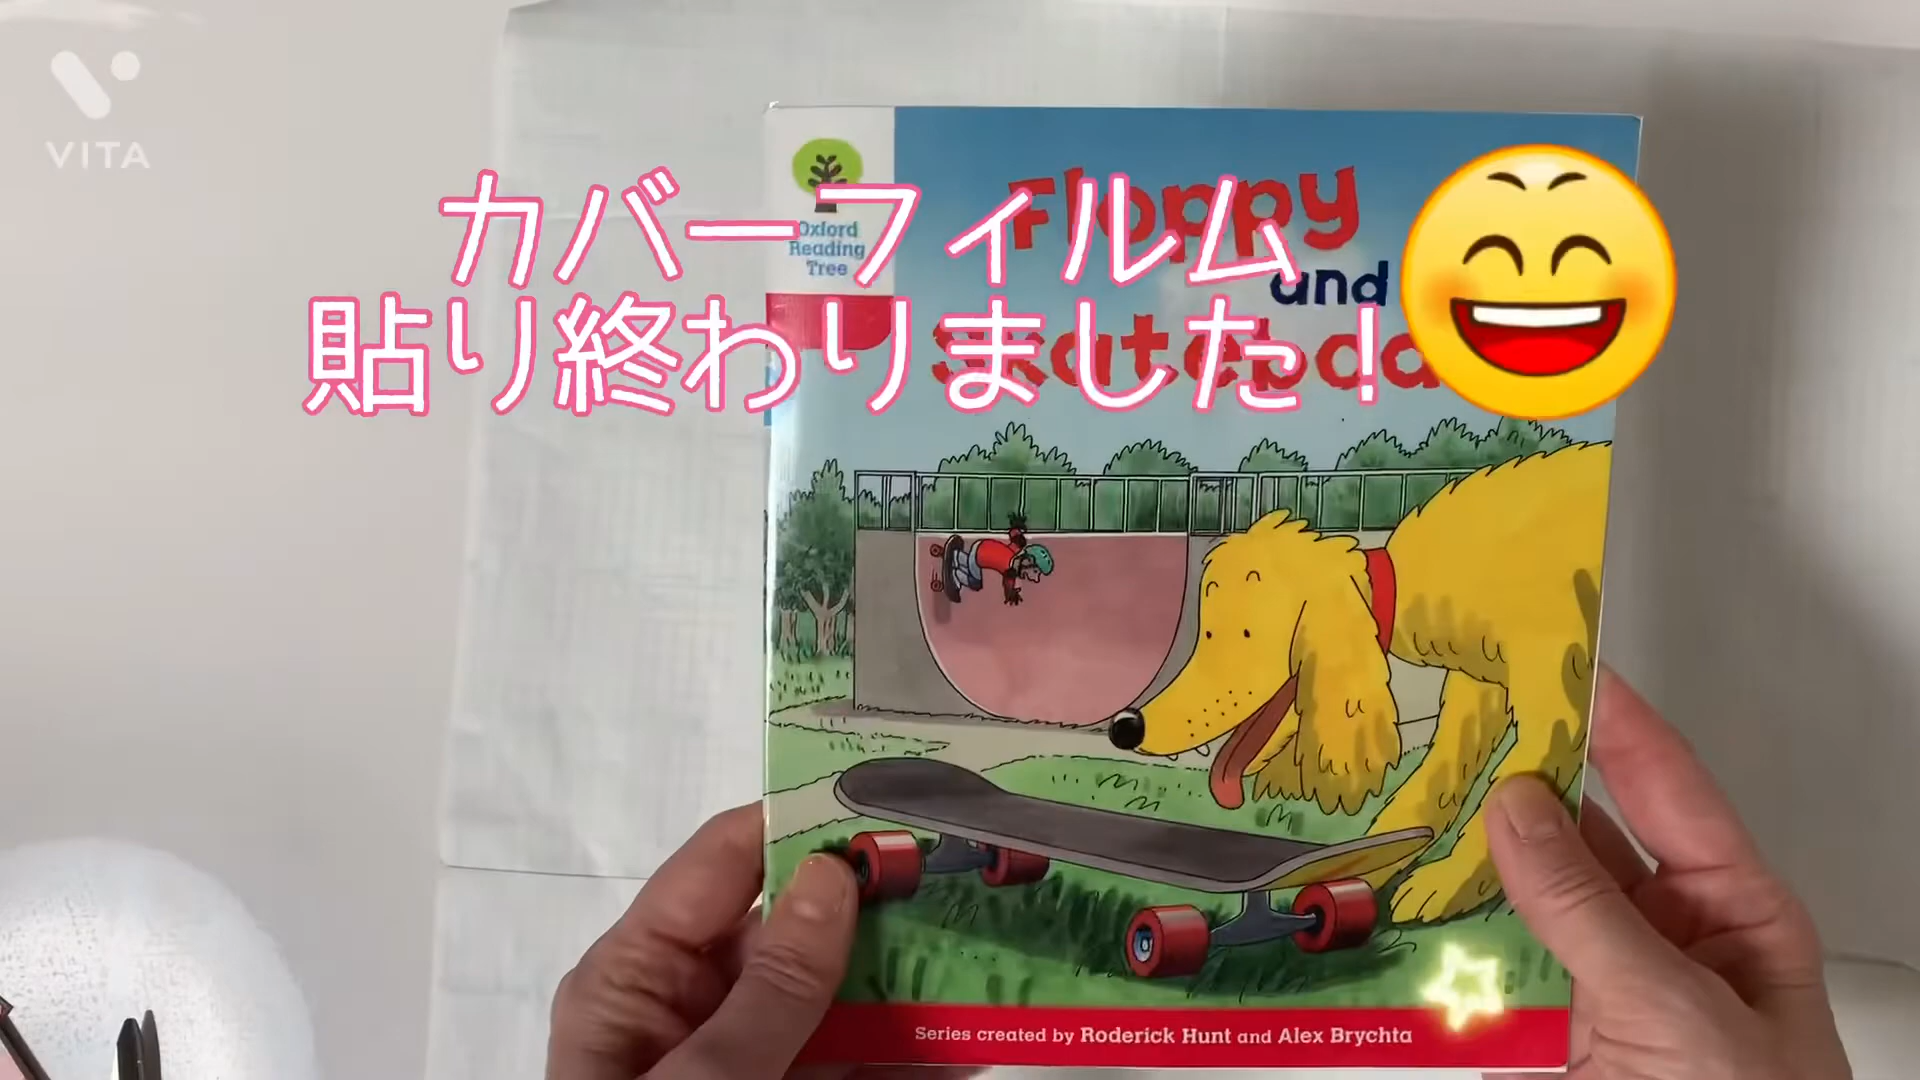 VITA
Oxford
Reading
Tree
Floppy
and
カバーフィルム
貼り終わりました！
Series created by Roderick Hunt and Alex Brychta